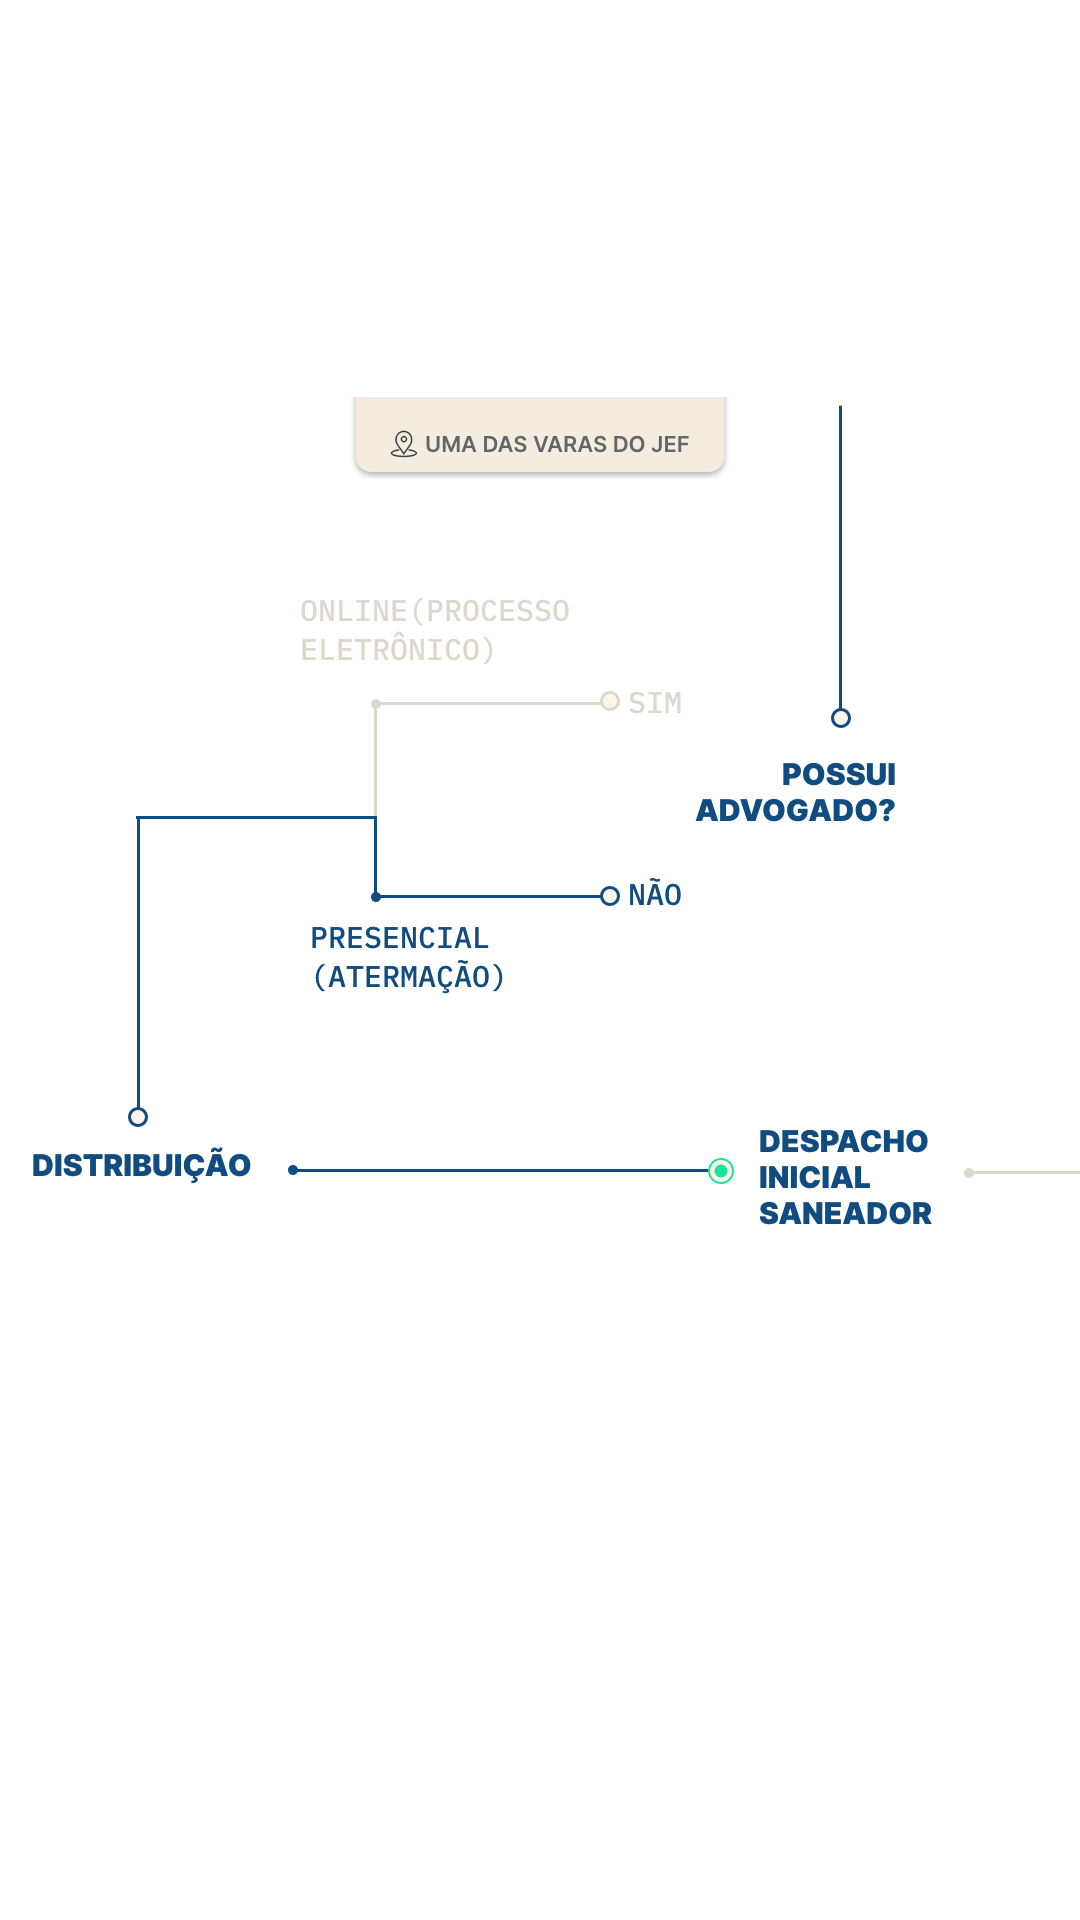 UMA DAS VARAS DO JEF
ONLINE(PROCESSO
ELETRÔNICO)
SIM
POSSUI
ADVOGADO?
NÃO
PRESENCIAL
(ATERMAÇÃO)
DISTRIBUIÇÃO
DESPACHO
INICIAL
SANEADOR